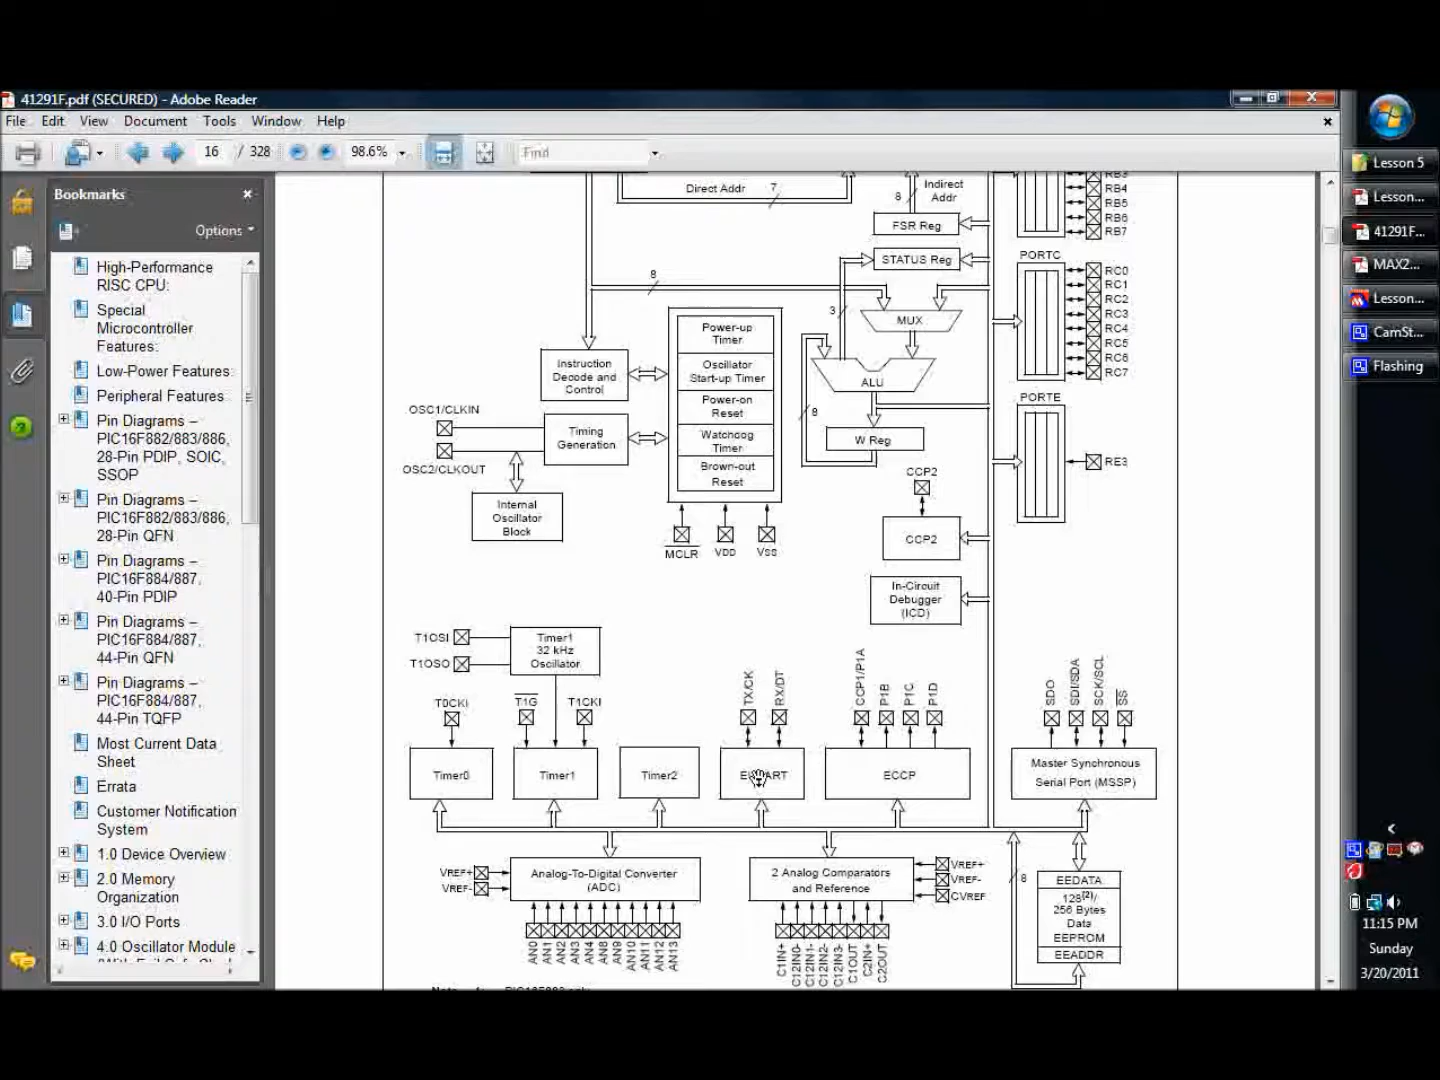 41291F.pdf (SECURED) - Adobe Reader
File Edit View Document Tools Window Help
16 / 328 98.6% Find
Bookmarks
Options
High-Performance
RISC CPU:
Special
Microcontroller
Features:
Low-Power Features:
Peripheral Features
Pin Diagrams –
PIC16F882/883/886,
28-Pin PDIP, SOIC,
SSOP
Pin Diagrams –
PIC16F882/883/886,
28-Pin QFN
Pin Diagrams –
PIC16F884/887,
40-Pin PDIP
Pin Diagrams –
PIC16F884/887,
44-Pin QFN
Pin Diagrams –
PIC16F884/887,
44-Pin TQFP
Most Current Data
Sheet
Errata
Customer Notification
System
1.0 Device Overview
2.0 Memory
Organization
3.0 I/O Ports
4.0 Oscillator Module
Direct Addr 7
8 Indirect
Addr
FSR Reg
STATUS Reg
8
3
MUX
ALU
8
W Reg
Power-up
Timer
Oscillator
Start-up Timer
Power-on
Reset
Watchdog
Timer
Brown-out
Reset
Instruction
Decode and
Control
OSC1/CLKIN
Timing
Generation
OSC2/CLKOUT
Internal
Oscillator
Block
MCLR VDD VSS
CCP2
CCP2
In-Circuit
Debugger
(ICD)
RB3
RB4
RB5
RB6
RB7
PORTC
RC0
RC1
RC2
RC3
RC4
RC5
RC6
RC7
PORTE
RE3
T1OSI
T1OSO
Timer1
32 kHz
Oscillator
T0CKI T1G T1CKI
TX/CK RX/DT
CCP1/P1A P1B P1C P1D
SDO SDI/SDA SCK/SCL SS
Timer0 Timer1 Timer2 ECCP
Master Synchronous
Serial Port (MSSP)
VREF+
VREF-
Analog-To-Digital Converter
(ADC)
2 Analog Comparators
and Reference
VREF+
VREF-
CVREF
8
EEDATA
128(2)/
256 Bytes
Data
EEPROM
EEADDR
AN0 AN1 AN2 AN3 AN4 AN8 AN9 AN10 AN11 AN12 AN13
C1IN+ C12IN0- C12IN1- C12IN2- C12IN3- C1OUT C2IN+ C2OUT
Lesson 5
Lesson...
41291F...
MAX2...
Lesson...
CamSt...
Flashing
11:15 PM
Sunday
3/20/2011